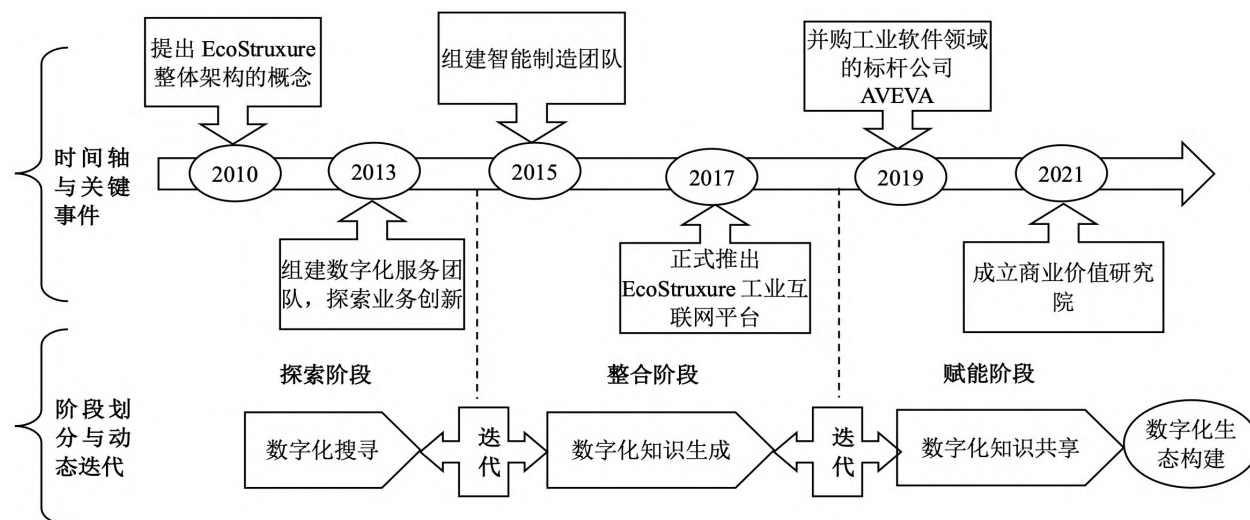 提出 EcoStruxure
整体架构的概念
组建智能制造团队
并购工业软件领域
的标杆公司
AVEVA
时间轴
与关键
事件
2010
2013
2015
2017
2019
2021
组建数字化服务团
队，探索业务创新
正式推出
EcoStruxure 工业互
联网平台
成立商业价值研究
院
探索阶段
整合阶段
赋能阶段
阶段划
分与动
态迭代
数字化搜寻
迭
代
数字化知识生成
迭
代
数字化知识共享
数字化生
态构建